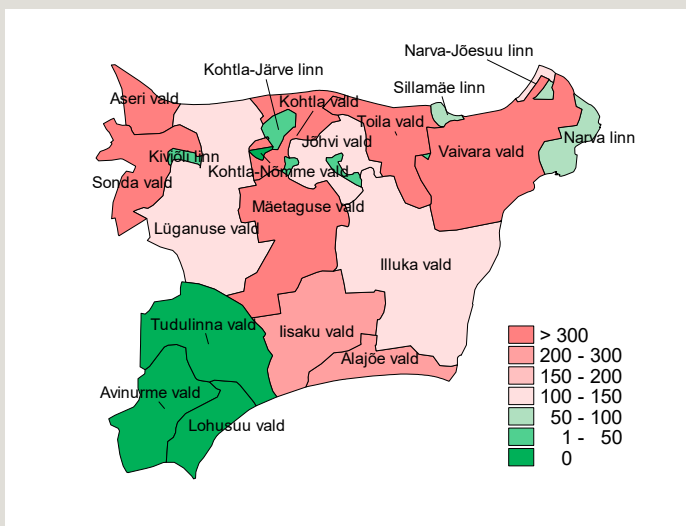 Narva-Jõesuu linn
Kohtla-Järve linn
Sillamäe linn
Aseri vald
Kohtla vald
Toila vald
Narva linn
Jõhvi vald
Kiviõli linn
Vaivara vald
Kohtla-Nõmme vald
Sonda vald
Mäetaguse vald
Lüganuse vald
Illuka vald
Tudulinna vald
Iisaku vald
Alajõe vald
Avinurme vald
Lohusuu vald
> 300
200 - 300
150 - 200
100 - 150
50 - 100
1 - 50
0